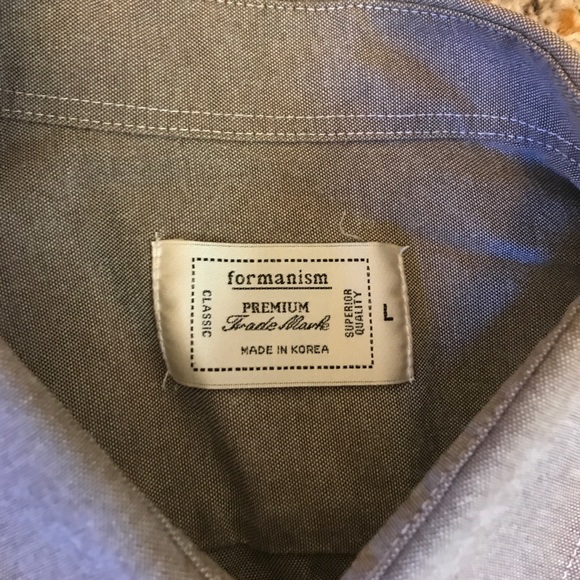 formanism
CLASSIC
PREMIUM
Trade Mark
MADE IN KOREA
SUPERIOR
QUALITY
L